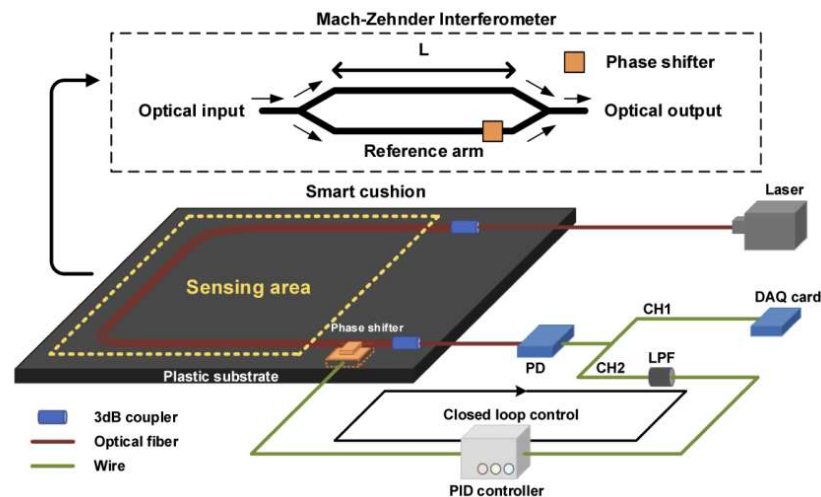 Mach-Zehnder Interferometer
L
Phase shifter
Optical input
Optical output
Reference arm
Smart cushion
Laser
Sensing area
Phase shifter
DAQ card
CH1
PD
CH2
LPF
Plastic substrate
Closed loop control
3dB coupler
Optical fiber
Wire
PID controller